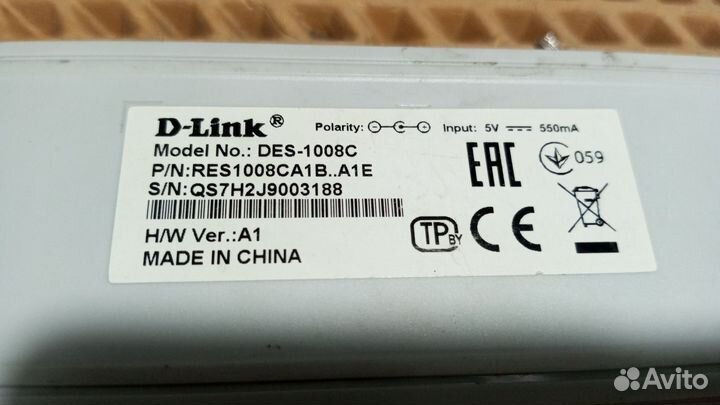 D-Link®
Polarity: Input: 5V 550mA
Model No.: DES-1008C
P/N:RES1008CA1B..A1E
S/N:QS7H2J9003188
H/W Ver.:A1
MADE IN CHINA
EAC
059
TP BY
CE
Avito